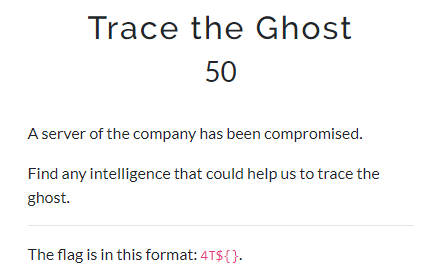 Trace the Ghost
50
A server of the company has been compromised.
Find any intelligence that could help us to trace the
ghost.
The flag is in this format: 4T${}.